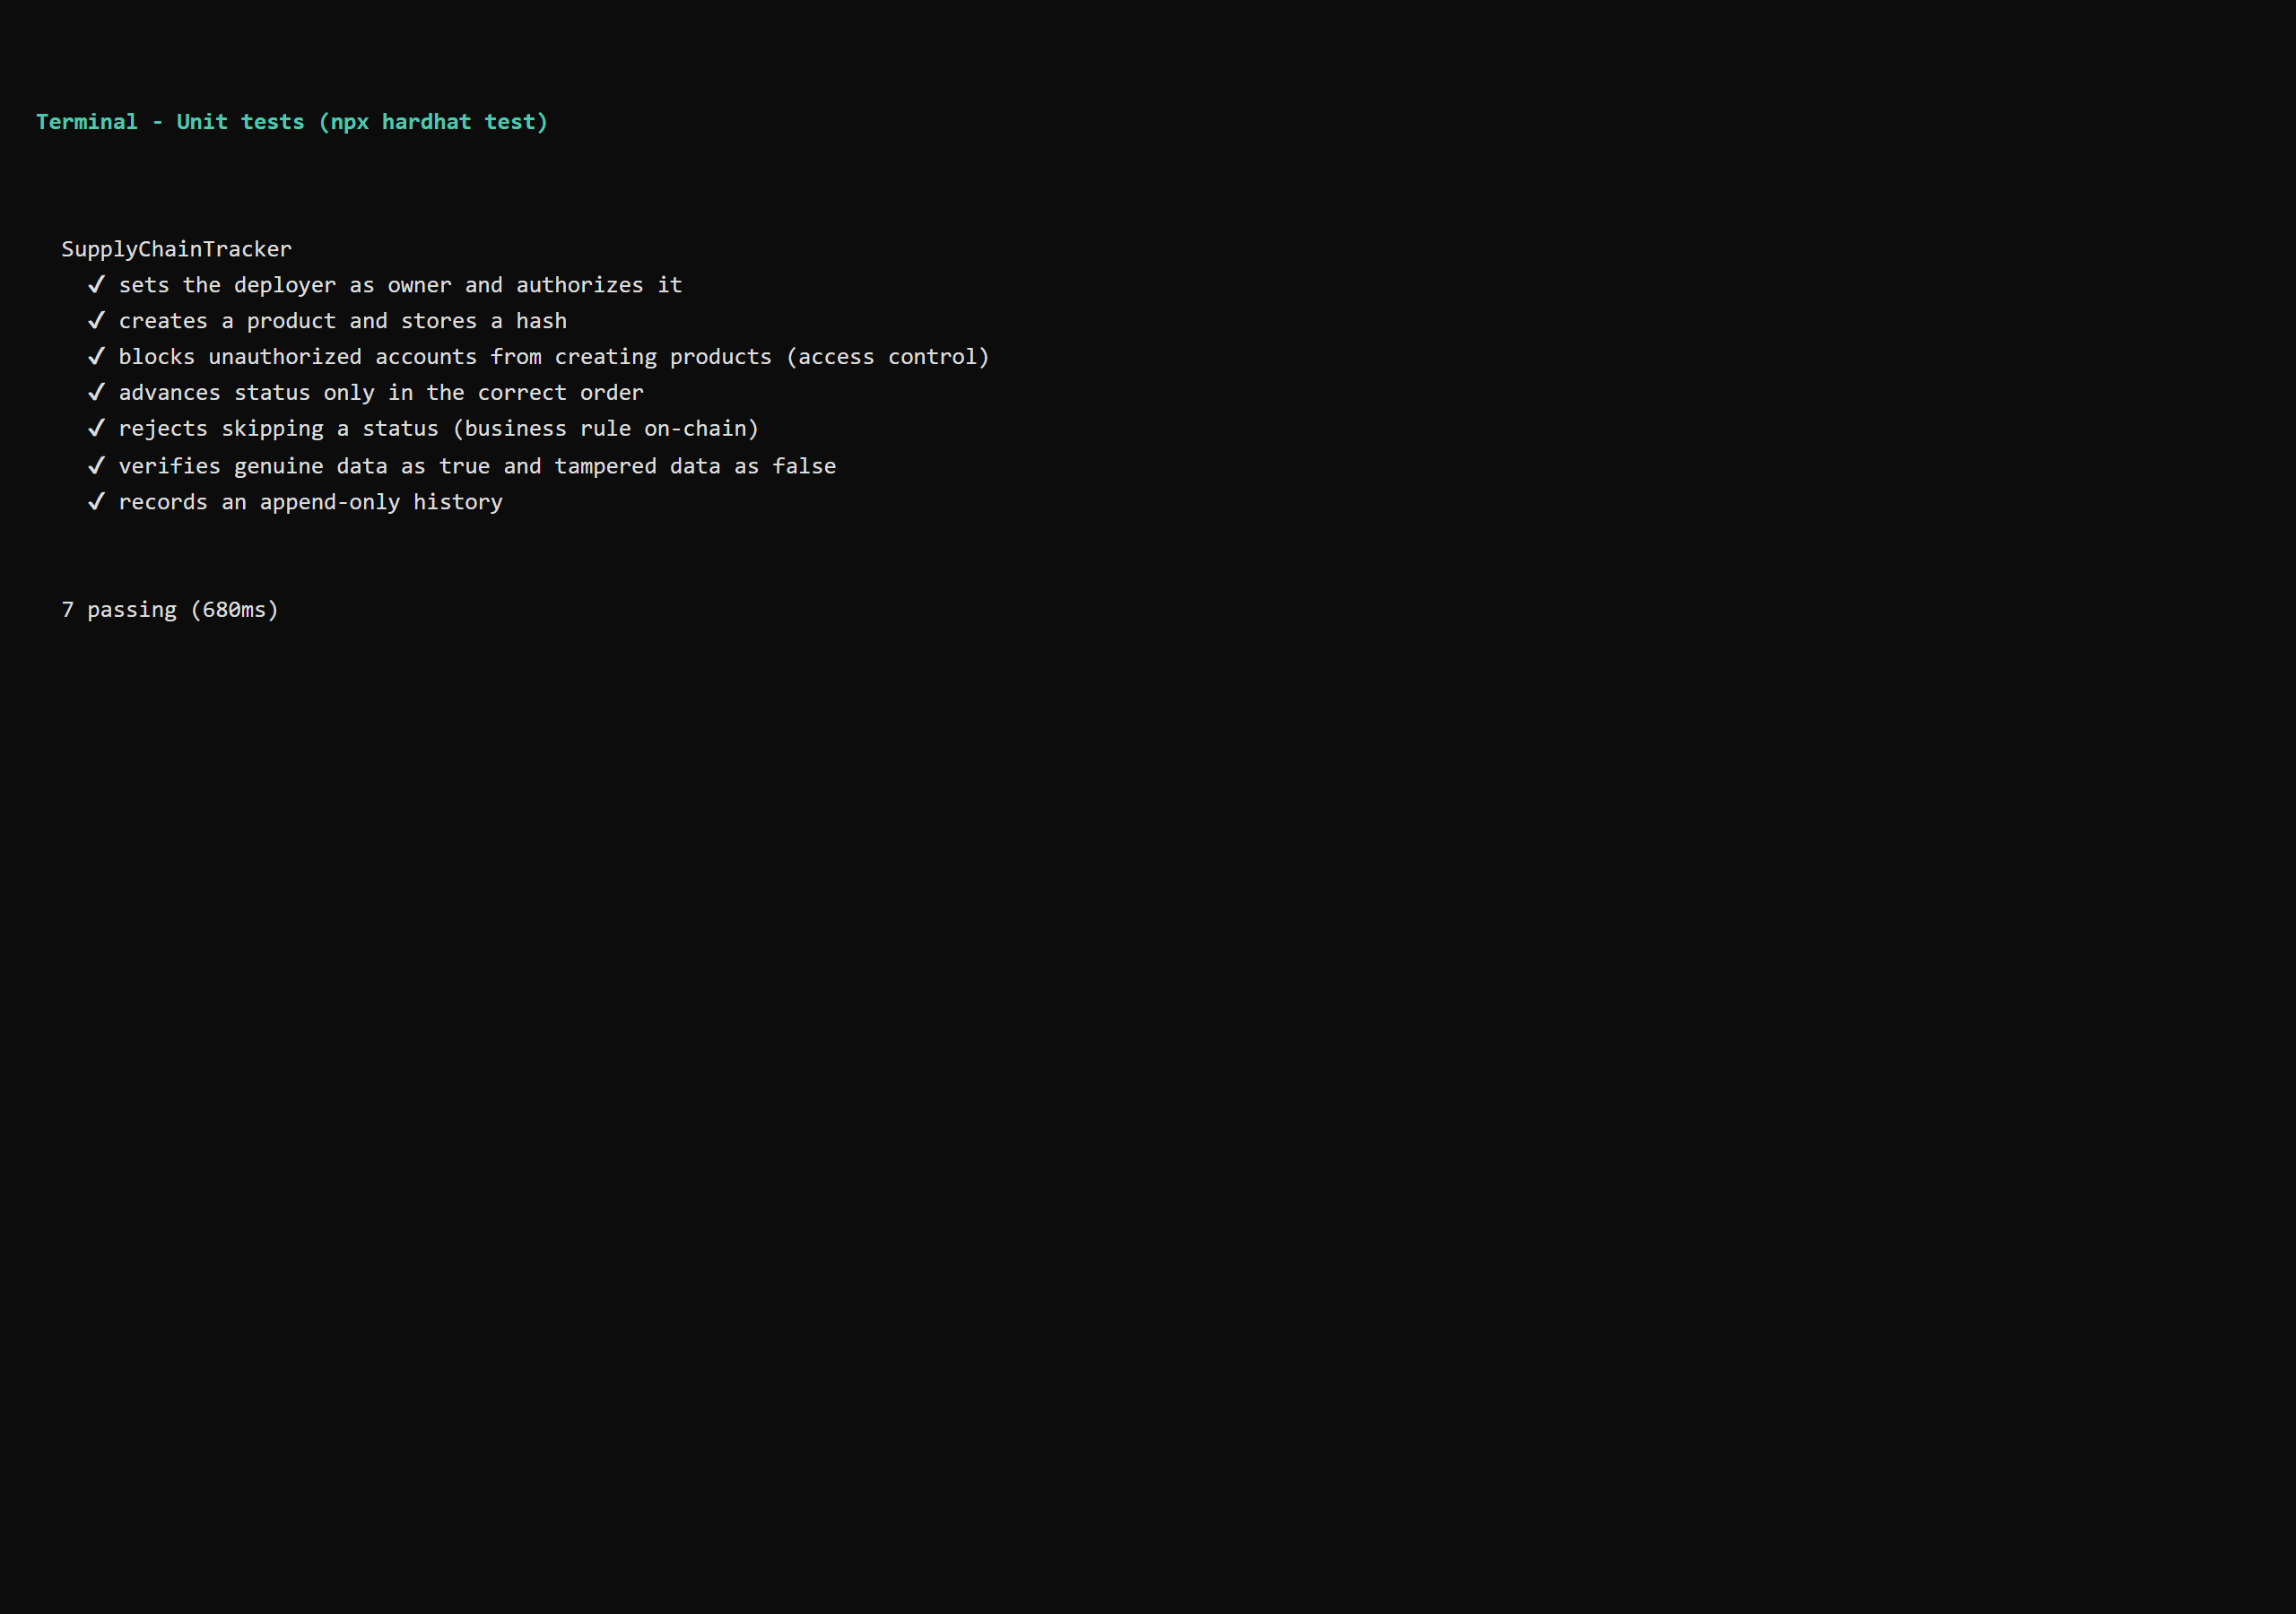 Terminal - Unit tests (npx hardhat test)
SupplyChainTracker
✓ sets the deployer as owner and authorizes it
✓ creates a product and stores a hash
✓ blocks unauthorized accounts from creating products (access control)
✓ advances status only in the correct order
✓ rejects skipping a status (business rule on-chain)
✓ verifies genuine data as true and tampered data as false
✓ records an append-only history
7 passing (680ms)